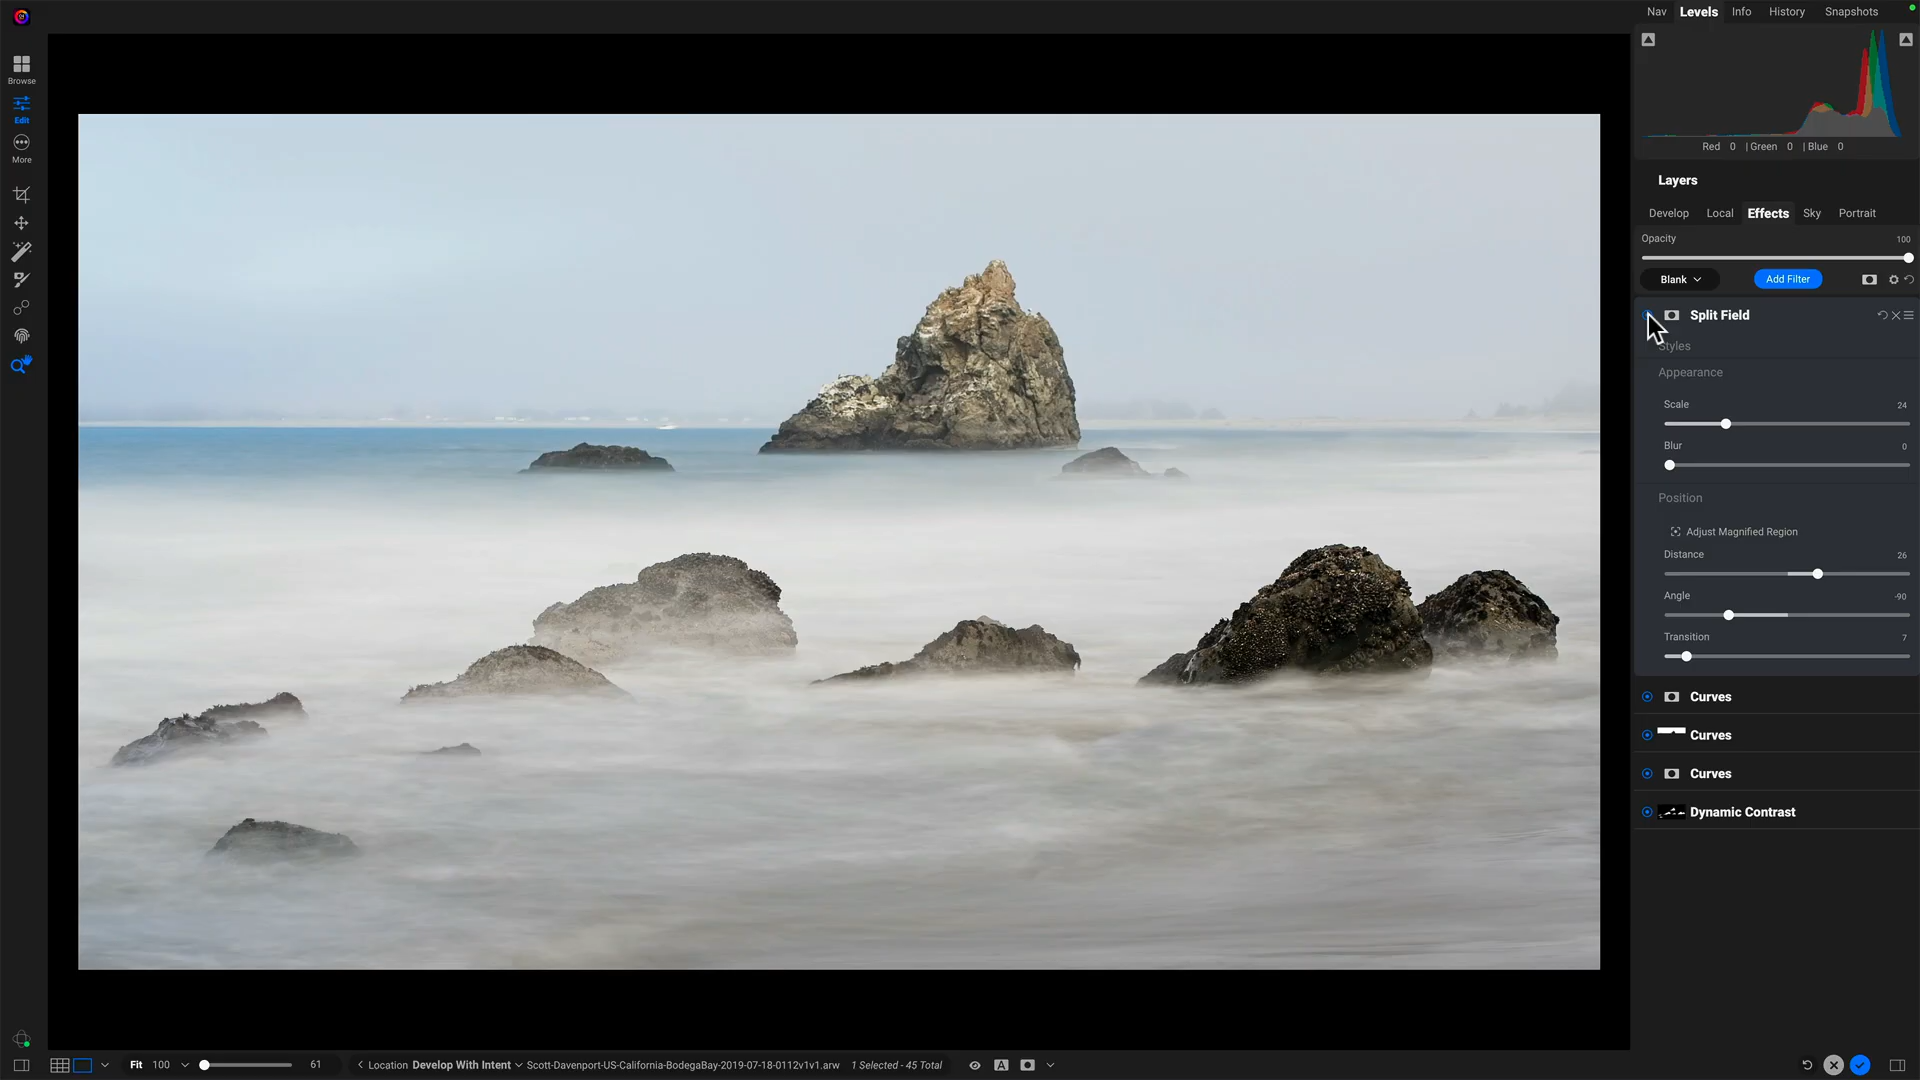 Nav Levels Info History Snapshots
Browse
Edit
More
Red 0 | Green 0 | Blue 0
Layers
Develop Local Effects Sky Portrait
Opacity 100
Blank Add Filter
Split Field
Styles
Appearance
Scale 24
Blur 0
Position
Adjust Magnified Region
Distance 26
Angle -90
Transition 7
Curves
Curves
Curves
Dynamic Contrast
Fit 100 61 Location Develop With Intent Scott-Davenport-US-California-BodegaBay-2019-07-18-0112v1v1.arw 1 Selected - 45 Total A